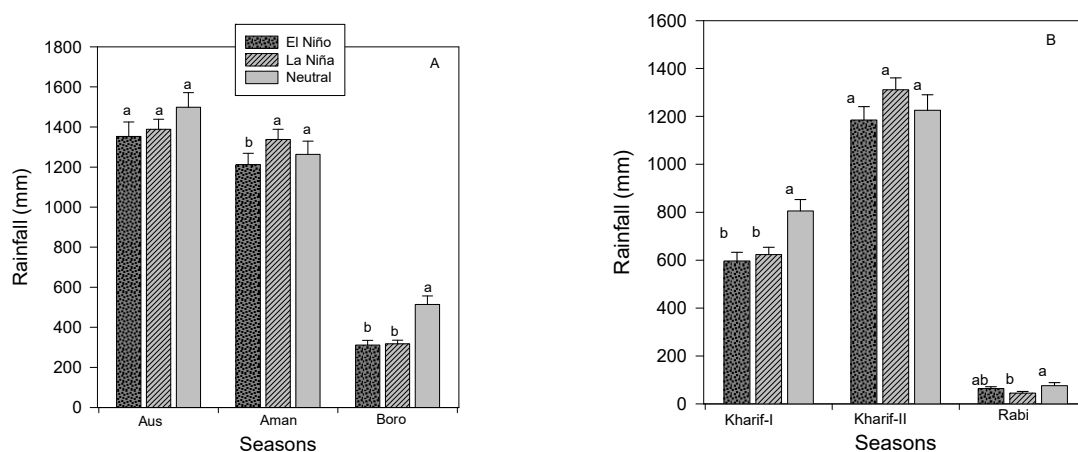 El Niño
La Niña
Neutral
A
Rainfall (mm)
1800
1600
1400
1200
1000
800
600
400
200
0
a a a
b a a
b b a
Aus Aman Boro
Seasons
B
Rainfall (mm)
1600
1400
1200
1000
800
600
400
200
0
b b a
a a a
ab b a
Kharif-I Kharif-II Rabi
Seasons